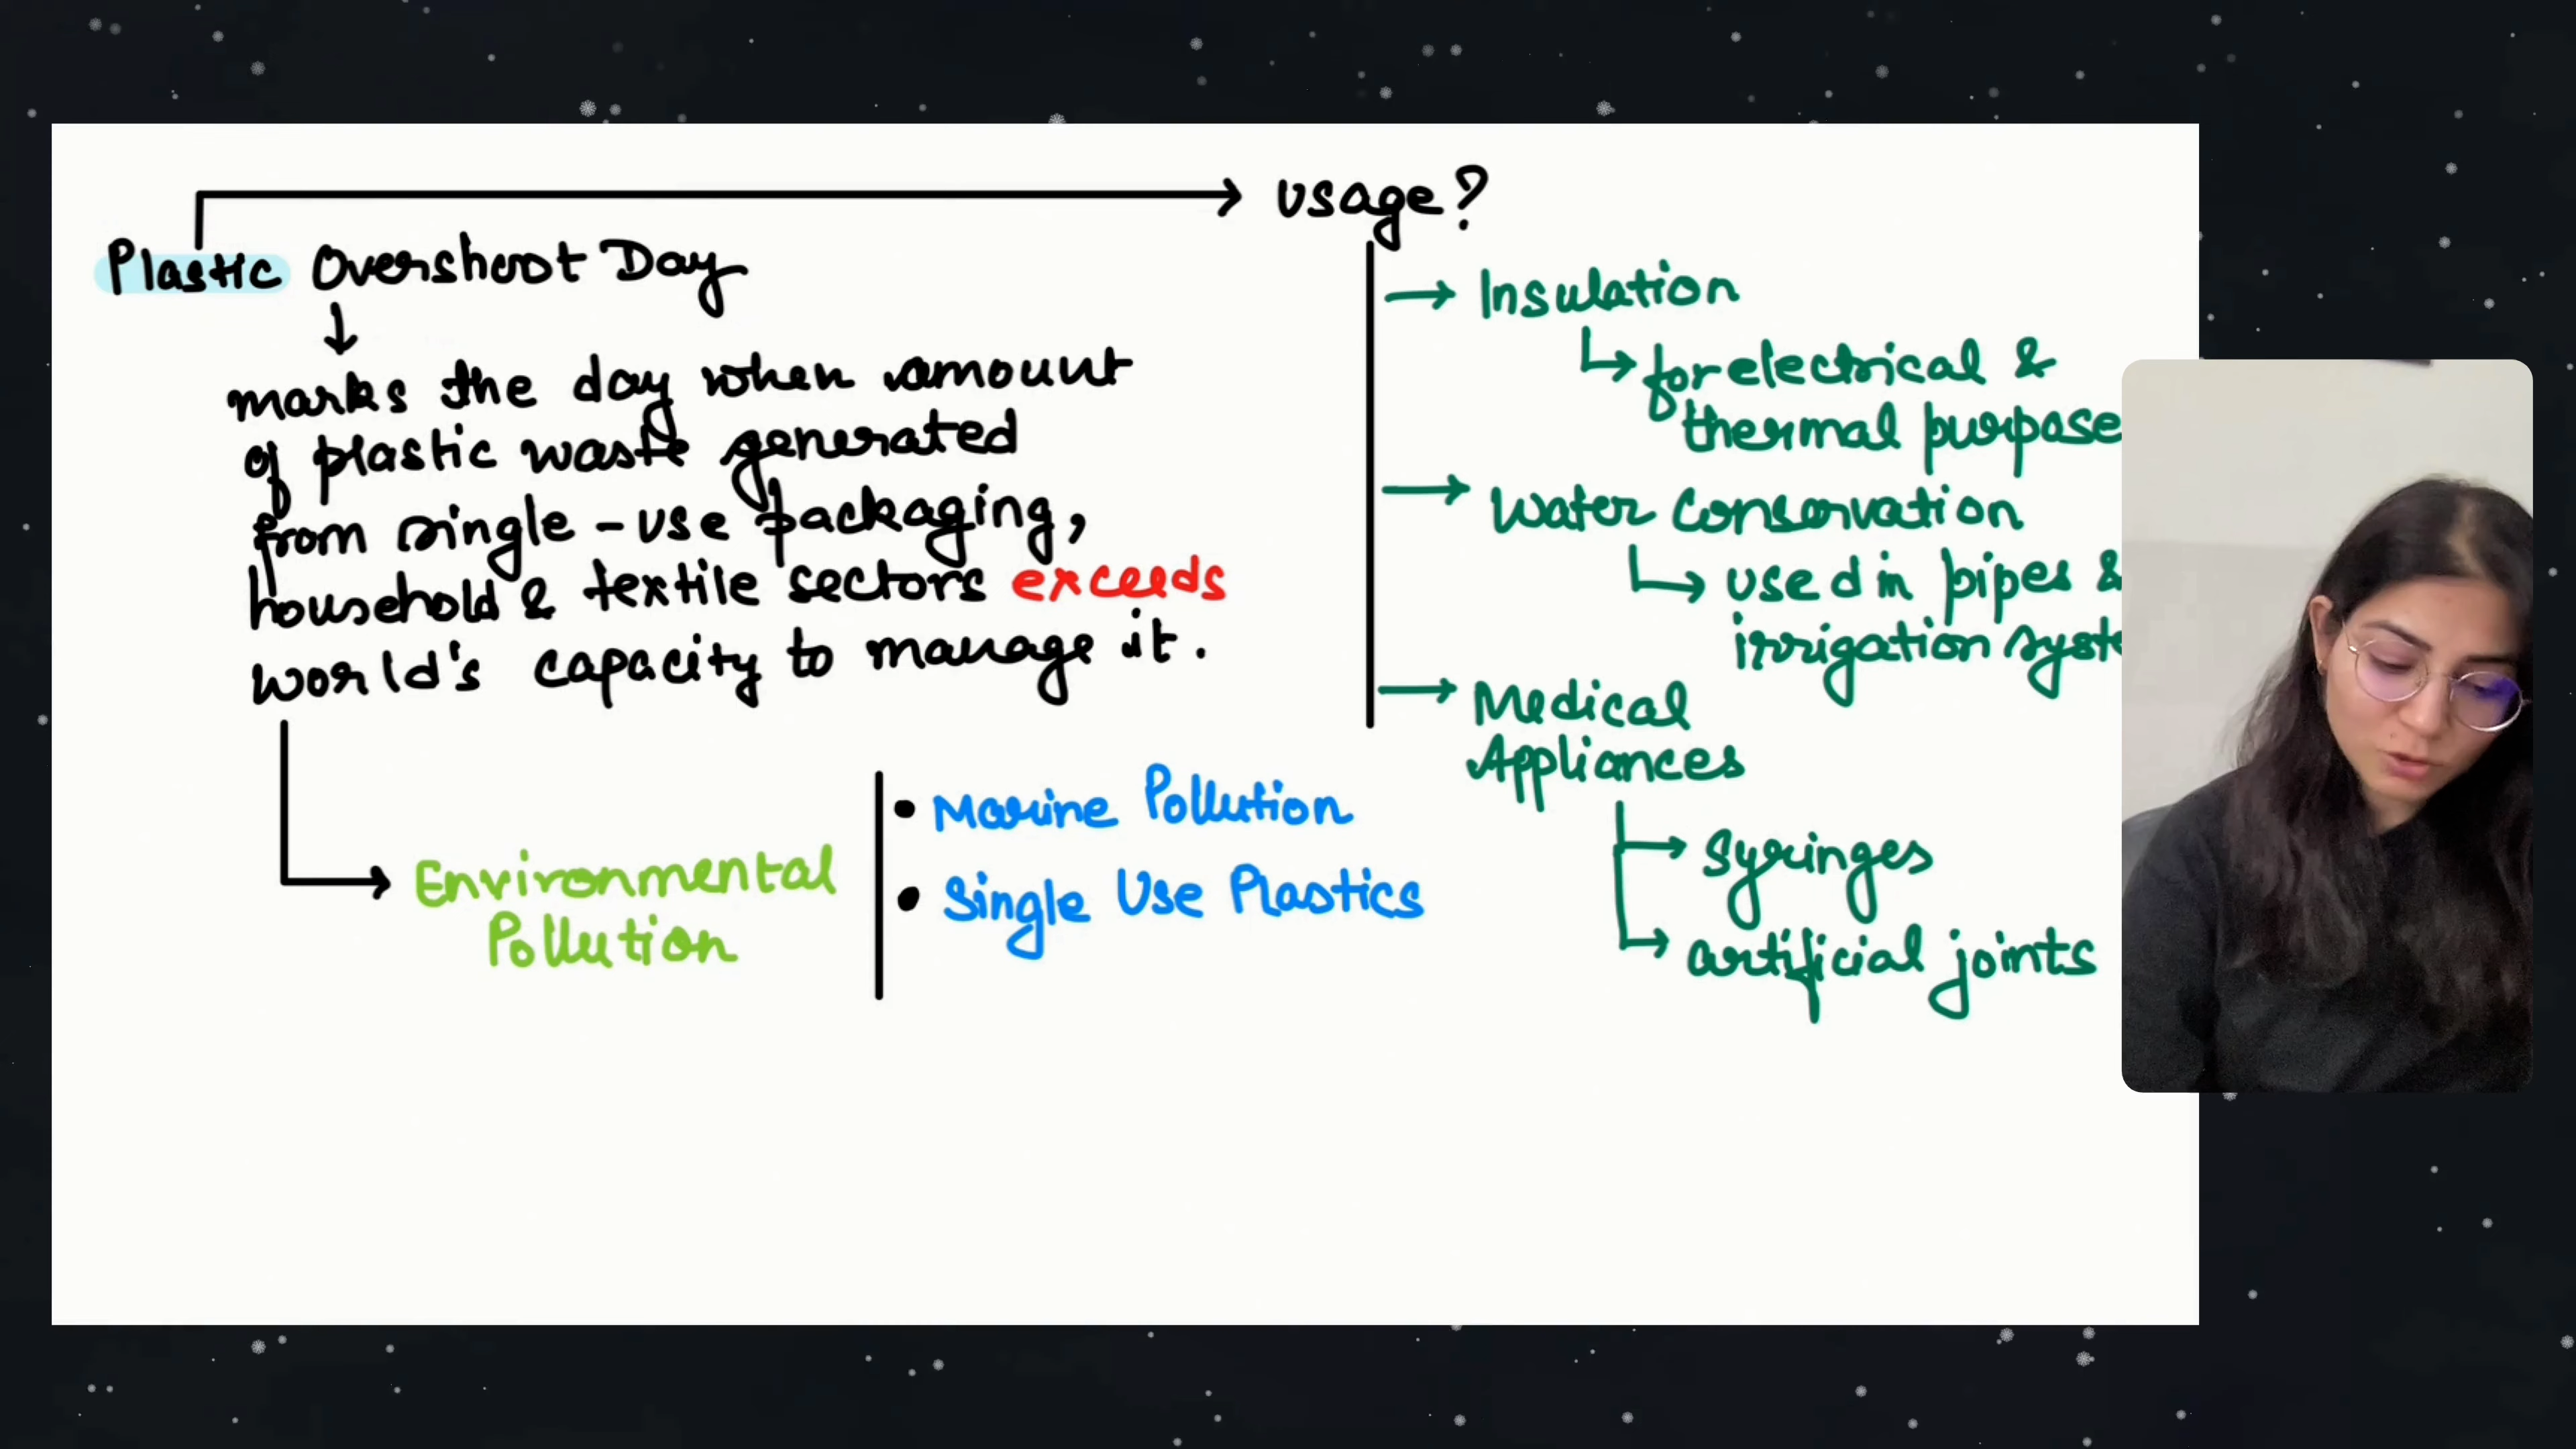 Usage?
Plastic Overshoot Day
marks the day when amount
of plastic waste generated
from single-use packaging,
household & textile sectors exceeds
world's capacity to manage it.
Environmental
Pollution
• Marine Pollution
• Single Use Plastics
Insulation
for electrical &
thermal purpose
Water Conservation
used in pipes &
irrigation
Medical
Appliances
Syringes
artificial joints